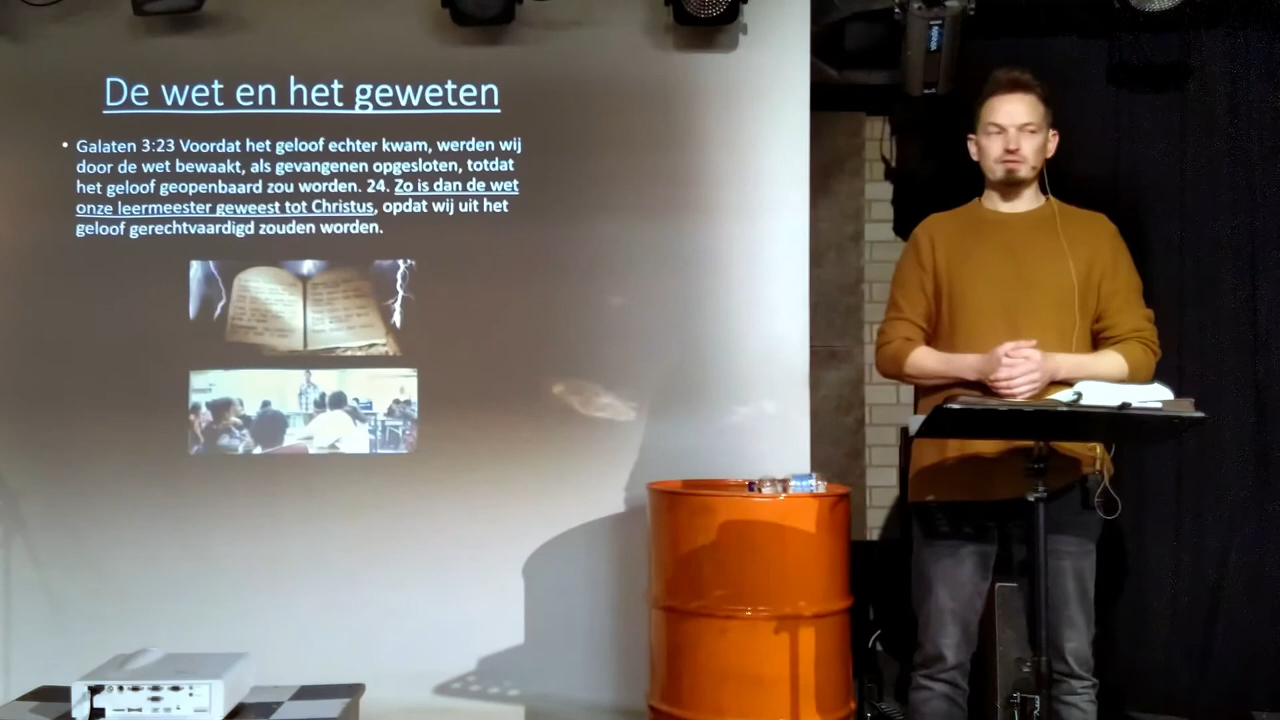 De wet en het geweten
• Galaten 3:23 Voordat het geloof echter kwam, werden wij
door de wet bewaakt, als gevangenen opgesloten, totdat
het geloof geopenbaard zou worden. 24. Zo is dan de wet
onze leermeester geweest tot Christus, opdat wij uit het
geloof gerechtvaardigd zouden worden.